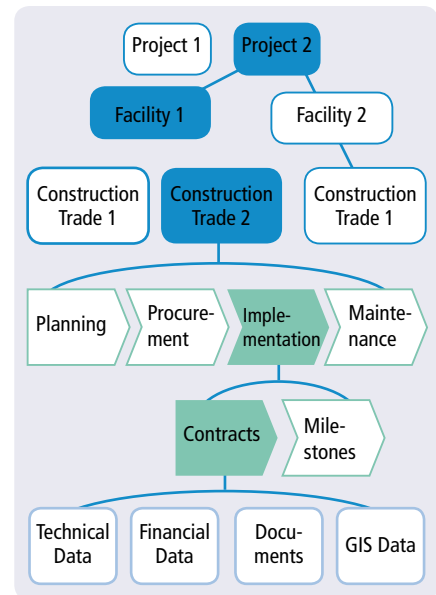 Project 1
Project 2
Facility 1
Facility 2
Construction
Trade 1
Construction
Trade 2
Construction
Trade 1
Planning
Procure-
ment
Imple-
mentation
Mainte-
nance
Contracts
Mile-
stones
Technical
Data
Financial
Data
Docu-
ments
GIS Data